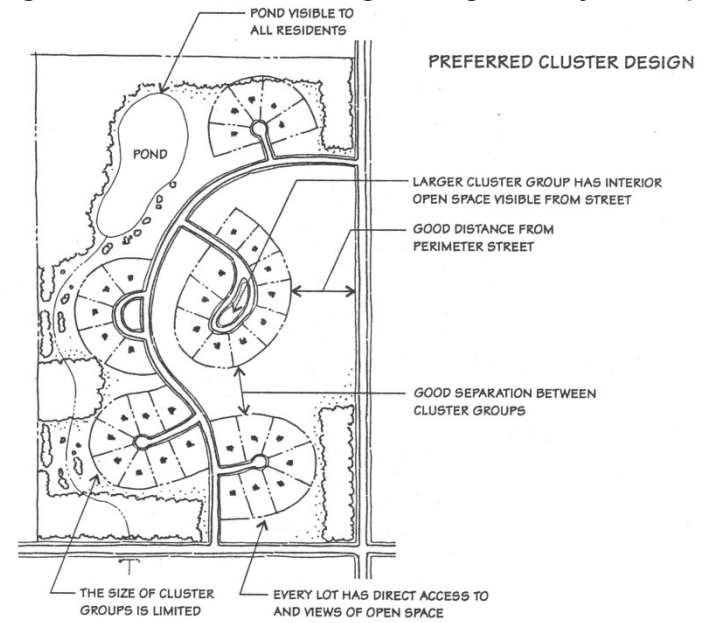 POND VISIBLE TO
ALL RESIDENTS
PREFERRED CLUSTER DESIGN
POND
LARGER CLUSTER GROUP HAS INTERIOR
OPEN SPACE VISIBLE FROM STREET
GOOD DISTANCE FROM
PERIMETER STREET
GOOD SEPARATION BETWEEN
CLUSTER GROUPS
THE SIZE OF CLUSTER
GROUPS IS LIMITED
EVERY LOT HAS DIRECT ACCESS TO
AND VIEWS OF OPEN SPACE